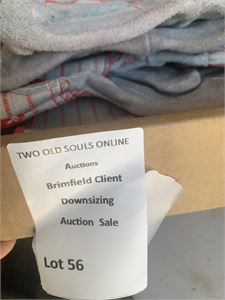 TWO OLD SOULS ONLINE
Auctions
Brimfield Client
Downsizing
Auction Sale
Lot 56